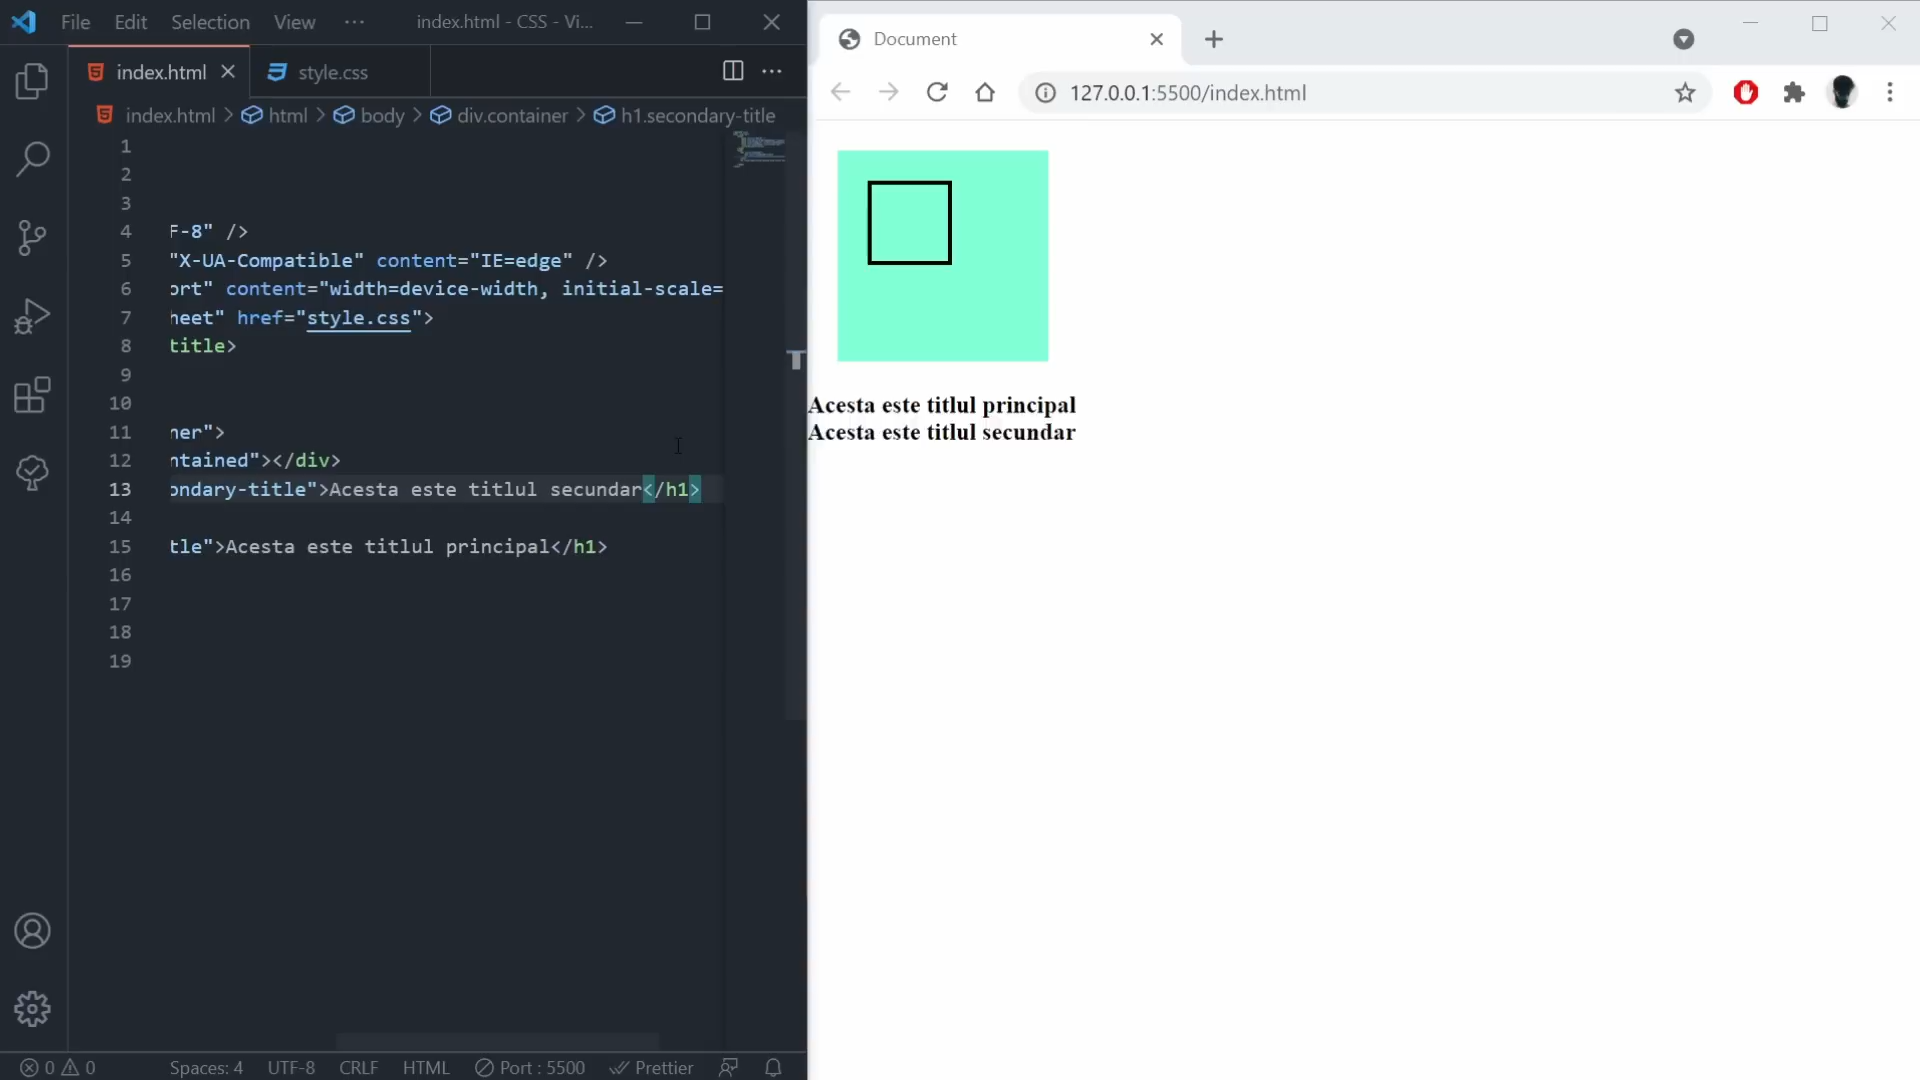 File Edit Selection View ··· index.html - CSS - Vi...
index.html style.css ···
index.html > html > body > div.container > h1.secondary-title
1
2
3
4 F-8" />
5 "X-UA-Compatible" content="IE=edge" />
6 ort" content="width=device-width, initial-scale=
7 heet" href="style.css">
8 title>
9
10
11 ner">
12 ntained"></div>
13 ondary-title">Acesta este titlul secundar</h1>
14
15 tle">Acesta este titlul principal</h1>
16
17
18
19
0 0 Spaces: 4 UTF-8 CRLF HTML Port : 5500 Prettier
Document
127.0.0.1:5500/index.html
Acesta este titlul principal
Acesta este titlul secundar